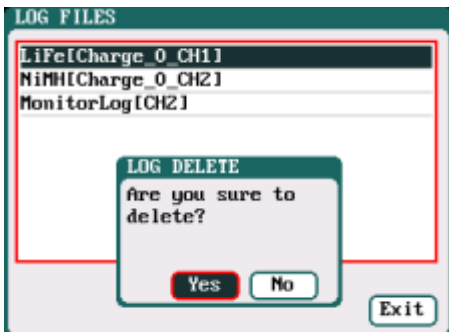 LOG FILES
LiFe[Charge_0_CH1]
NiMH[Charge_0_CH2]
MonitorLog[CH2]
LOG DELETE
Are you sure to
delete?
Yes No
Exit